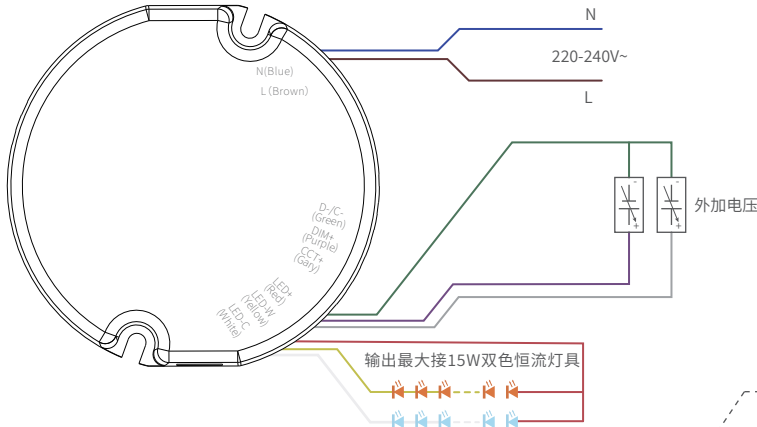 N
220-240V~
L
N(Blue)
L (Brown)
D-/C-
(Green)
DIM+
(Purple)
CCT+
(Gary)
LED+
(Red)
LED-W
(Yellow)
LED-C
(White)
- -
+ +
外加电压
输出最大接15W双色恒流灯具